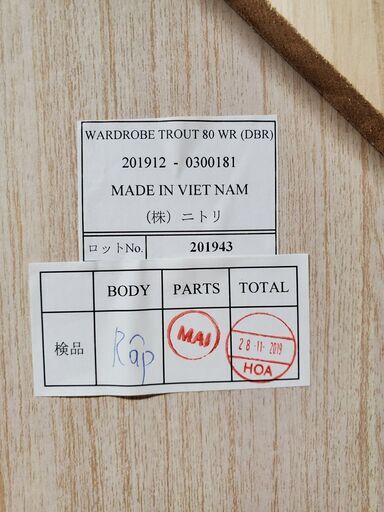 WARDROBE TROUT 80 WR (DBR)
201912 - 0300181
MADE IN VIET NAM
（株）ニトリ
ロットNo. 201943
BODY PARTS TOTAL
検品 Rấp MAI 28-11-2019
HOA